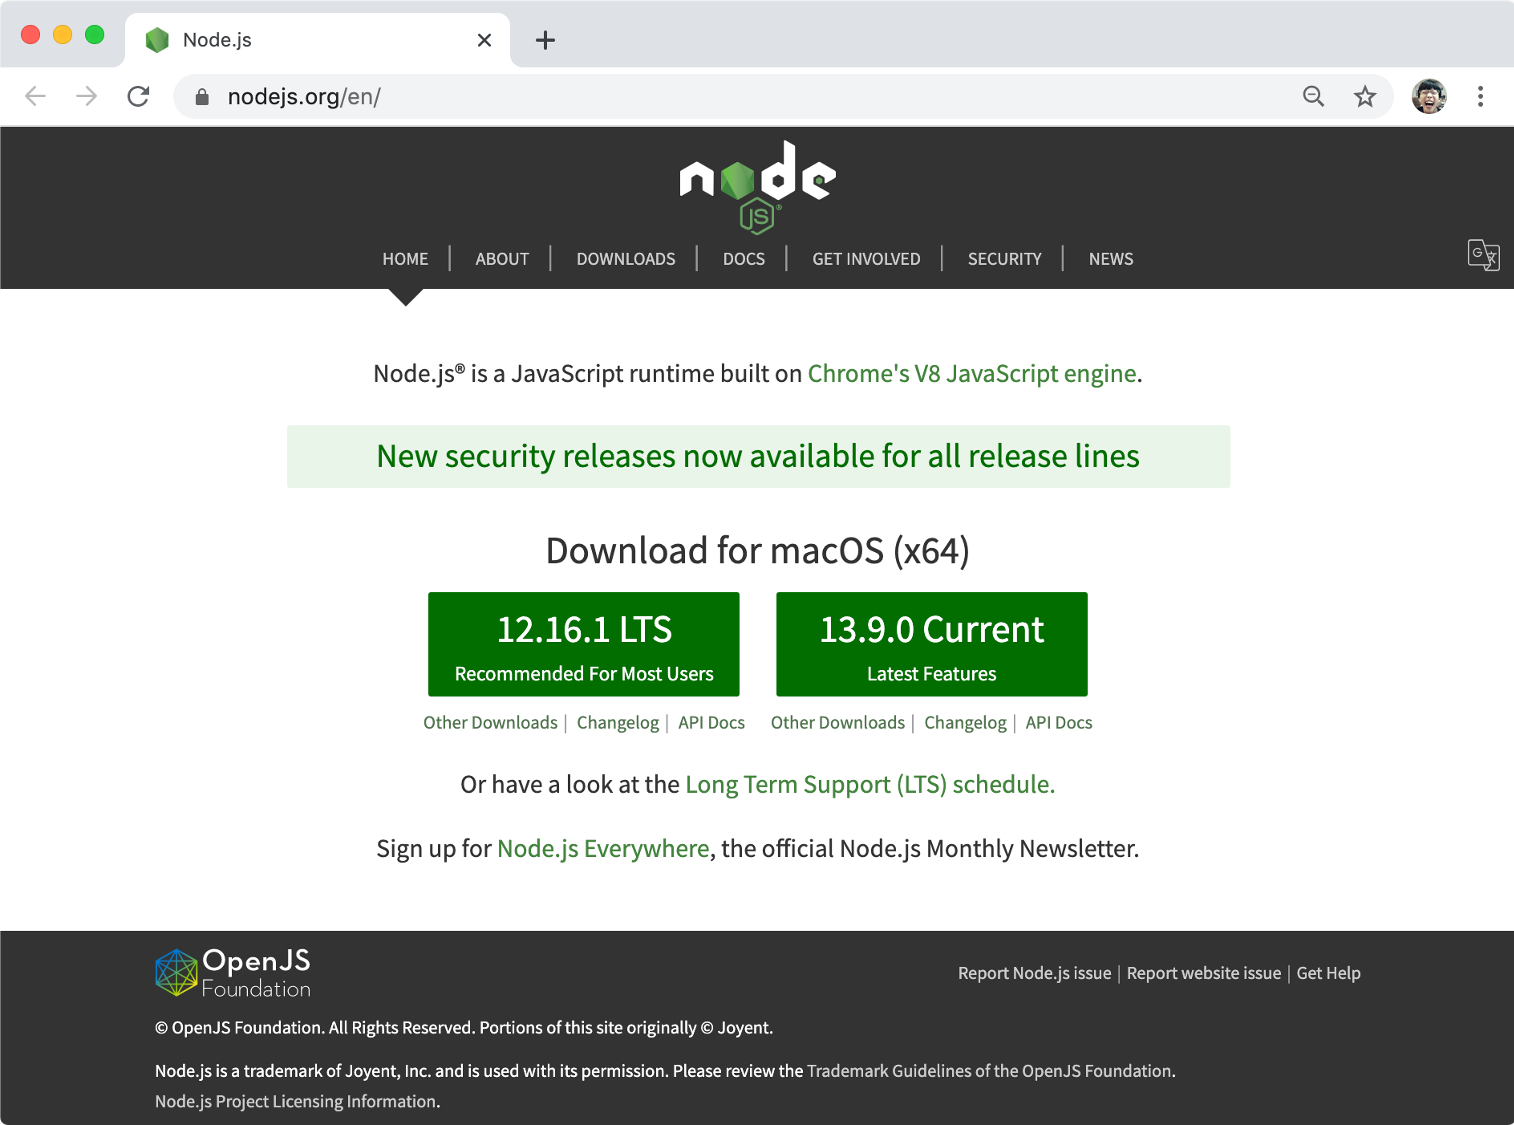 Node.js
nodejs.org/en/
node
JS®
HOME | ABOUT | DOWNLOADS | DOCS | GET INVOLVED | SECURITY | NEWS
G文
Node.js® is a JavaScript runtime built on Chrome's V8 JavaScript engine.
New security releases now available for all release lines
Download for macOS (x64)
12.16.1 LTS
Recommended For Most Users
13.9.0 Current
Latest Features
Other Downloads | Changelog | API Docs
Other Downloads | Changelog | API Docs
Or have a look at the Long Term Support (LTS) schedule.
Sign up for Node.js Everywhere, the official Node.js Monthly Newsletter.
OpenJS
Foundation
Report Node.js issue | Report website issue | Get Help
© OpenJS Foundation. All Rights Reserved. Portions of this site originally © Joyent.
Node.js is a trademark of Joyent, Inc. and is used with its permission. Please review the Trademark Guidelines of the OpenJS Foundation.
Node.js Project Licensing Information.